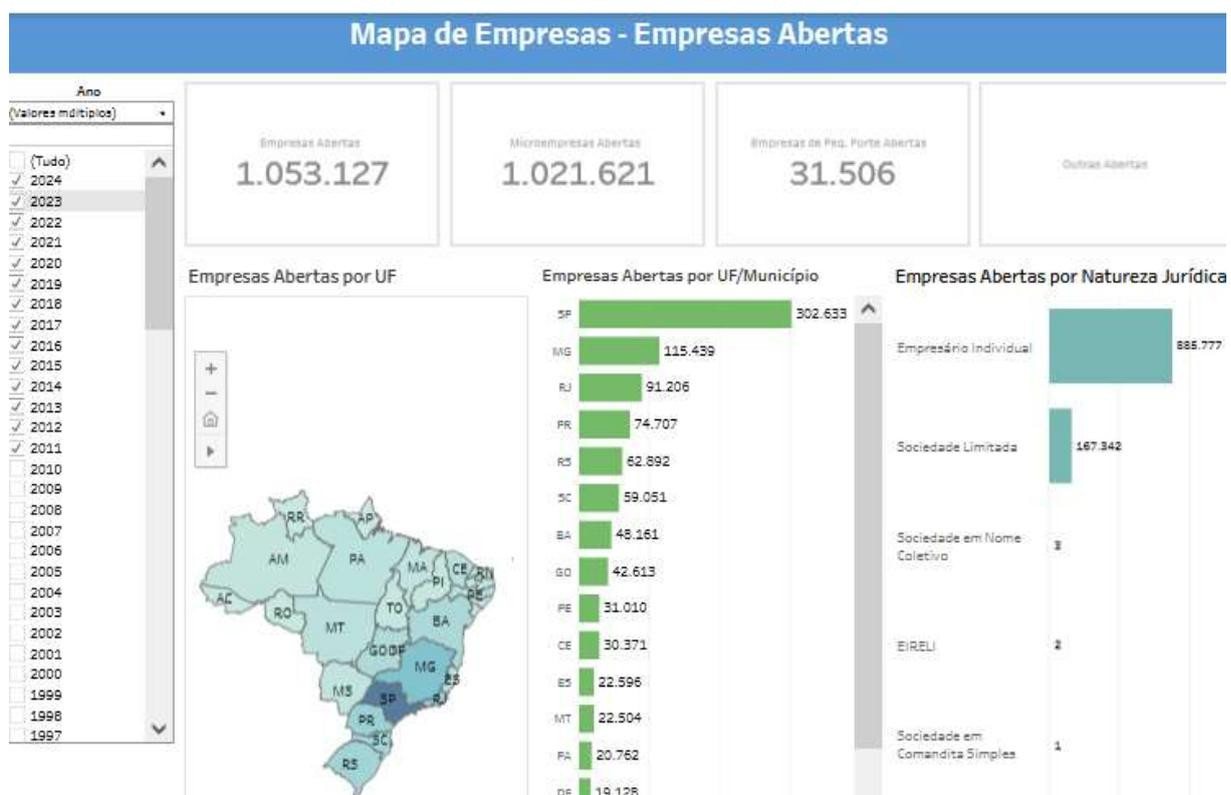 Mapa de Empresas - Empresas Abertas
Ano
(Valores múltiplos)
(Tudo)
2024
2023
2022
2021
2020
2019
2018
2017
2016
2015
2014
2013
2012
2011
2010
2009
2008
2007
2006
2005
2004
2003
2002
2001
2000
1999
1998
1997
Empresas Abertas
1.053.127
Microempresas Abertas
1.021.621
Empresas de Peq. Porte Abertas
31.506
Outras Abertas
Empresas Abertas por UF
RR
AP
AM
PA
MA
CE
RN
PI
PE
AC
RO
TO
BA
MT
GO
DF
MG
ES
MS
SP
RJ
PR
SC
RS
Empresas Abertas por UF/Município
SP 302.633
MG 115.439
RJ 91.206
PR 74.707
RS 62.892
SC 59.051
BA 48.161
GO 42.613
PE 31.010
CE 30.371
ES 22.596
MT 22.504
PA 20.762
DF 19.128
Empresas Abertas por Natureza Jurídica
Empresário Individual 885.777
Sociedade Limitada 167.342
Sociedade em Nome
Coletivo 3
EIRELI 2
Sociedade em
Comandita Simples 1